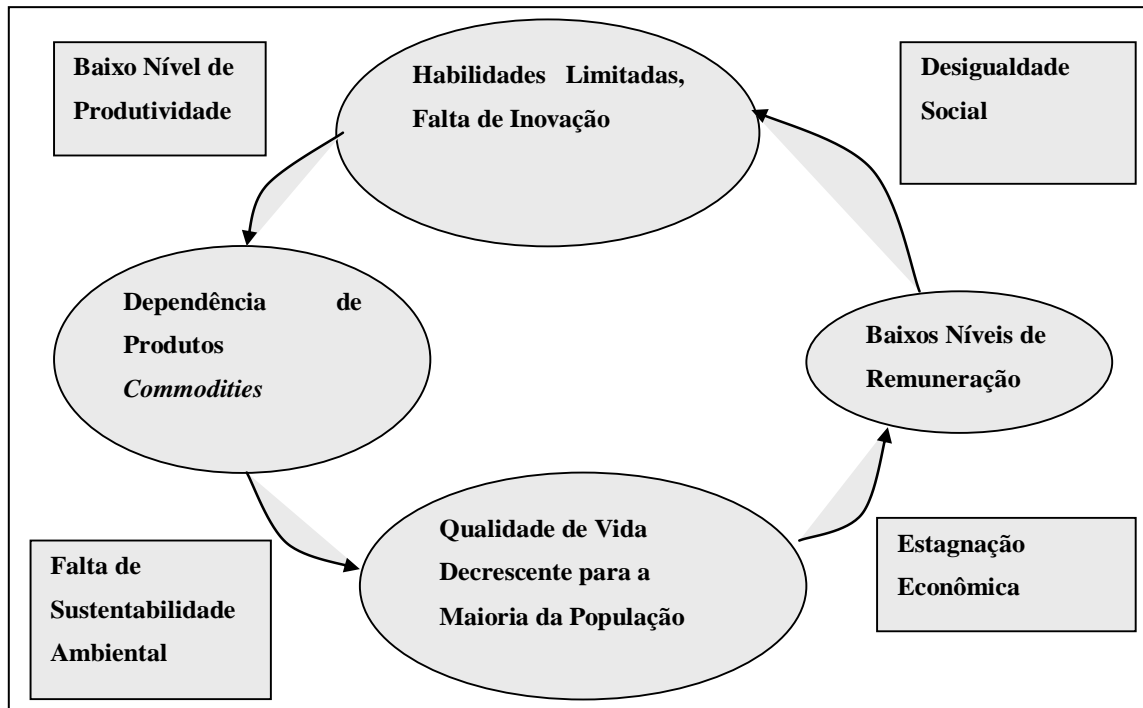 Baixo Nível de
Produtividade
Habilidades Limitadas,
Falta de Inovação
Desigualdade
Social
Dependência de
Produtos
Commodities
Baixos Níveis de
Remuneração
Qualidade de Vida
Decrescente para a
Maioria da População
Falta de
Sustentabilidade
Ambiental
Estagnação
Econômica